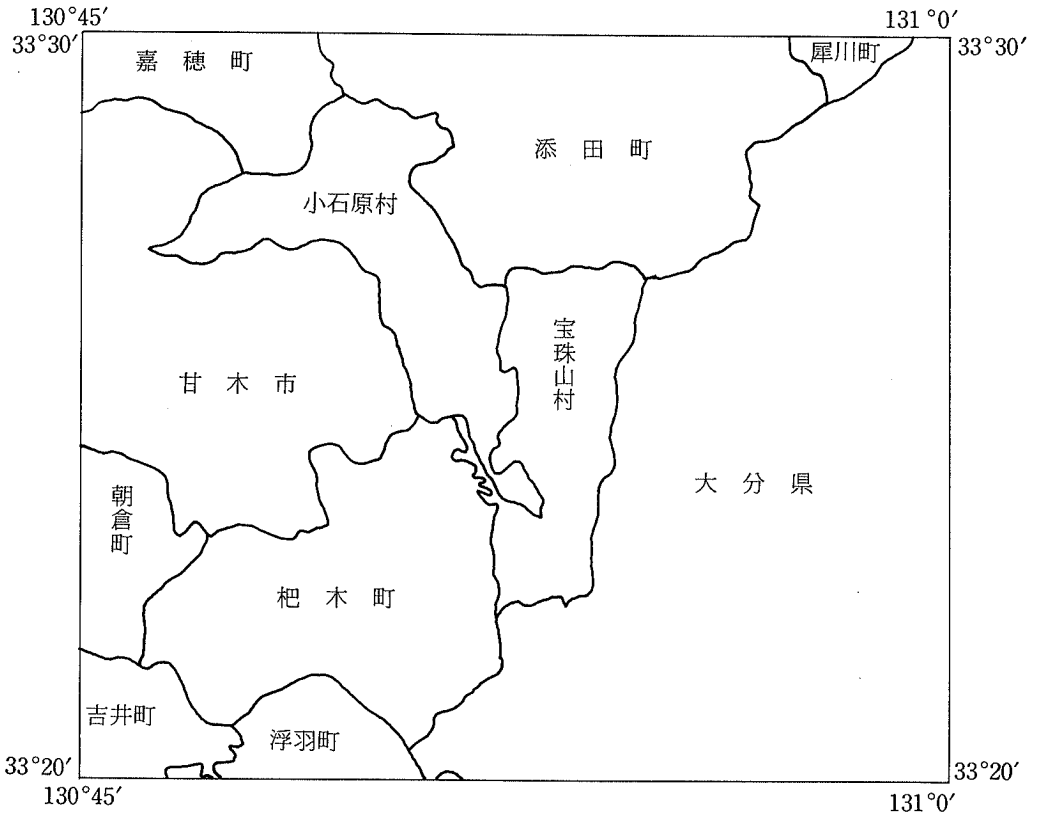 130°45′
131°0′
33°30′
33°30′
嘉穂町
犀川町
添田町
小石原村
宝珠山村
甘木市
大分県
朝倉町
杷木町
吉井町
浮羽町
33°20′
33°20′
130°45′
131°0′